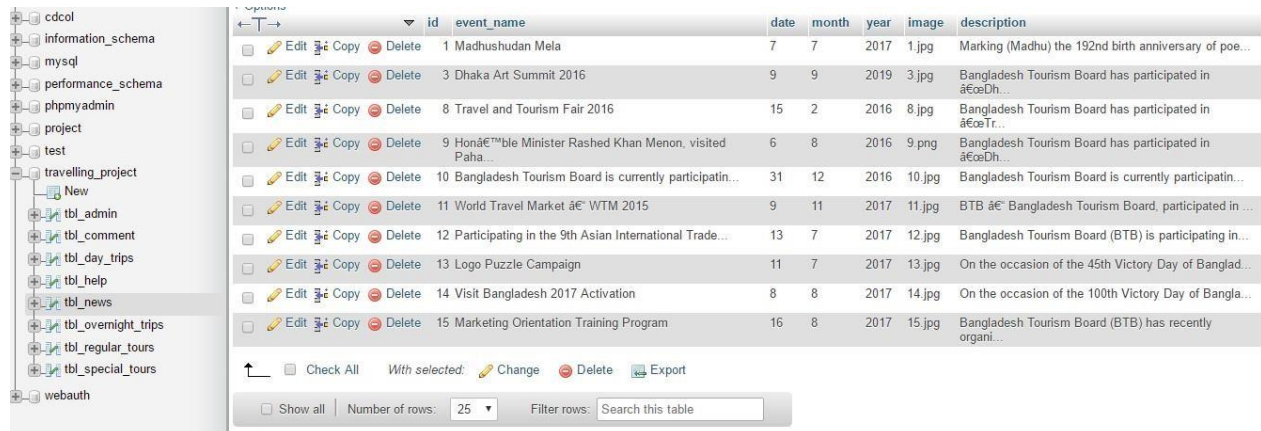 cdcol
information_schema
mysql
performance_schema
phpmyadmin
project
test
travelling_project
New
tbl_admin
tbl_comment
tbl_day_trips
tbl_help
tbl_news
tbl_overnight_trips
tbl_regular_tours
tbl_special_tours
webauth
Options
←T→ ▼ id event_name date month year image description
Edit Copy Delete 1 Madhushudan Mela 7 7 2017 1.jpg Marking (Madhu) the 192nd birth anniversary of poe...
Edit Copy Delete 3 Dhaka Art Summit 2016 9 9 2019 3.jpg Bangladesh Tourism Board has participated in
“Dh...
Edit Copy Delete 8 Travel and Tourism Fair 2016 15 2 2016 8.jpg Bangladesh Tourism Board has participated in
“Tr...
Edit Copy Delete 9 Hon’ble Minister Rashed Khan Menon, visited 6 8 2016 9.png Bangladesh Tourism Board has participated in
Paha... “Dh...
Edit Copy Delete 10 Bangladesh Tourism Board is currently participatin... 31 12 2016 10.jpg Bangladesh Tourism Board is currently participatin...
Edit Copy Delete 11 World Travel Market â€“ WTM 2015 9 11 2017 11.jpg BTB â€“ Bangladesh Tourism Board, participated in ...
Edit Copy Delete 12 Participating in the 9th Asian International Trade... 13 7 2017 12.jpg Bangladesh Tourism Board (BTB) is participating in...
Edit Copy Delete 13 Logo Puzzle Campaign 11 7 2017 13.jpg On the occasion of the 45th Victory Day of Banglad...
Edit Copy Delete 14 Visit Bangladesh 2017 Activation 8 8 2017 14.jpg On the occasion of the 100th Victory Day of Bangla...
Edit Copy Delete 15 Marketing Orientation Training Program 16 8 2017 15.jpg Bangladesh Tourism Board (BTB) has recently
organi...
Check All With selected: Change Delete Export
Show all Number of rows: 25 ▼ Filter rows: Search this table